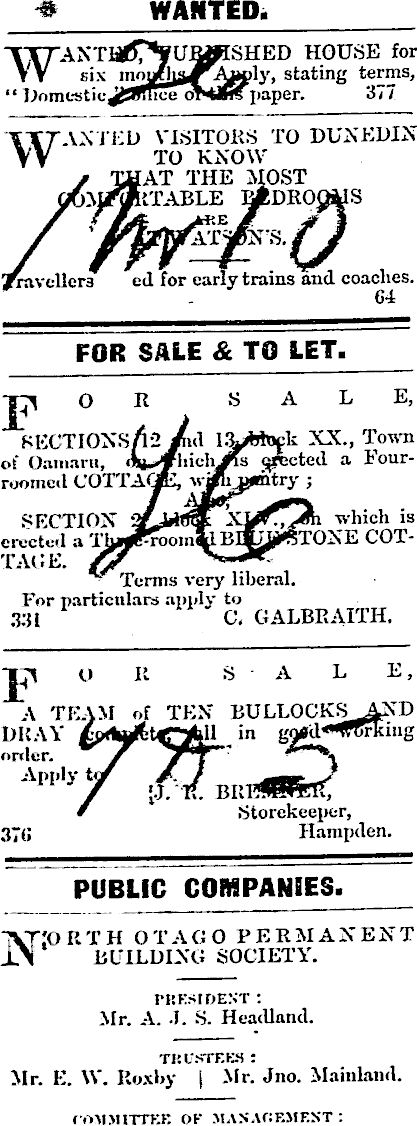 WANTED.
WANTED, FURNISHED HOUSE for
six months. Apply, stating terms,
"Domestic," office of this paper. 377
WANTED VISITORS TO DUNEDIN
TO KNOW
THAT THE MOST
COMFORTABLE BEDROOMS
ARE
AT WATSON'S.
Travellers ed for early trains and coaches.
64
FOR SALE & TO LET.
FOR SALE,
SECTIONS 12 and 13, block XX., Town
of Oamaru, on which is erected a Four-
roomed COTTAGE, with pantry ;
Also,
SECTION 2, block XLV., on which is
erected a Three-roomed BLUE STONE COT-
TAGE.
Terms very liberal.
For particulars apply to
331 C. GALBRAITH.
FOR SALE,
A TEAM of TEN BULLOCKS AND
DRAY complete, all in good working
order.
Apply to
J. R. BREMNER,
Storekeeper,
376 Hampden.
PUBLIC COMPANIES.
NORTH OTAGO PERMANENT
BUILDING SOCIETY.
PRESIDENT :
Mr. A. J. S. Headland.
TRUSTEES :
Mr. E. W. Roxby | Mr. Jno. Mainland.
COMMITTEE OF MANAGEMENT :